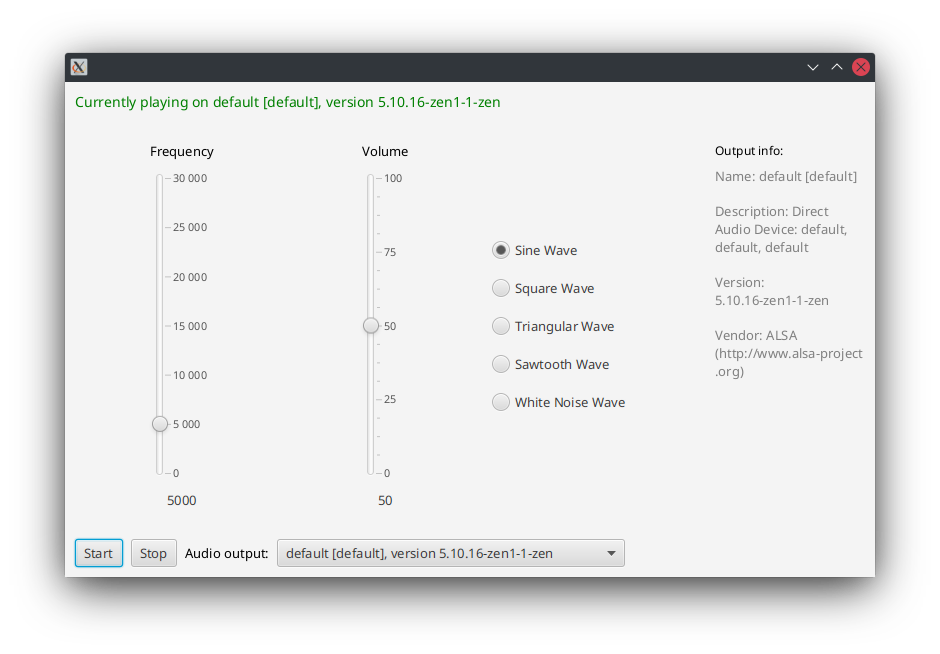 Currently playing on default [default], version 5.10.16-zen1-1-zen
Frequency
30 000
25 000
20 000
15 000
10 000
5 000
0
5000
Volume
100
75
50
25
0
50
Sine Wave
Square Wave
Triangular Wave
Sawtooth Wave
White Noise Wave
Output info:
Name: default [default]
Description: Direct
Audio Device: default,
default, default
Version:
5.10.16-zen1-1-zen
Vendor: ALSA
(http://www.alsa-project
.org)
Start Stop Audio output: default [default], version 5.10.16-zen1-1-zen